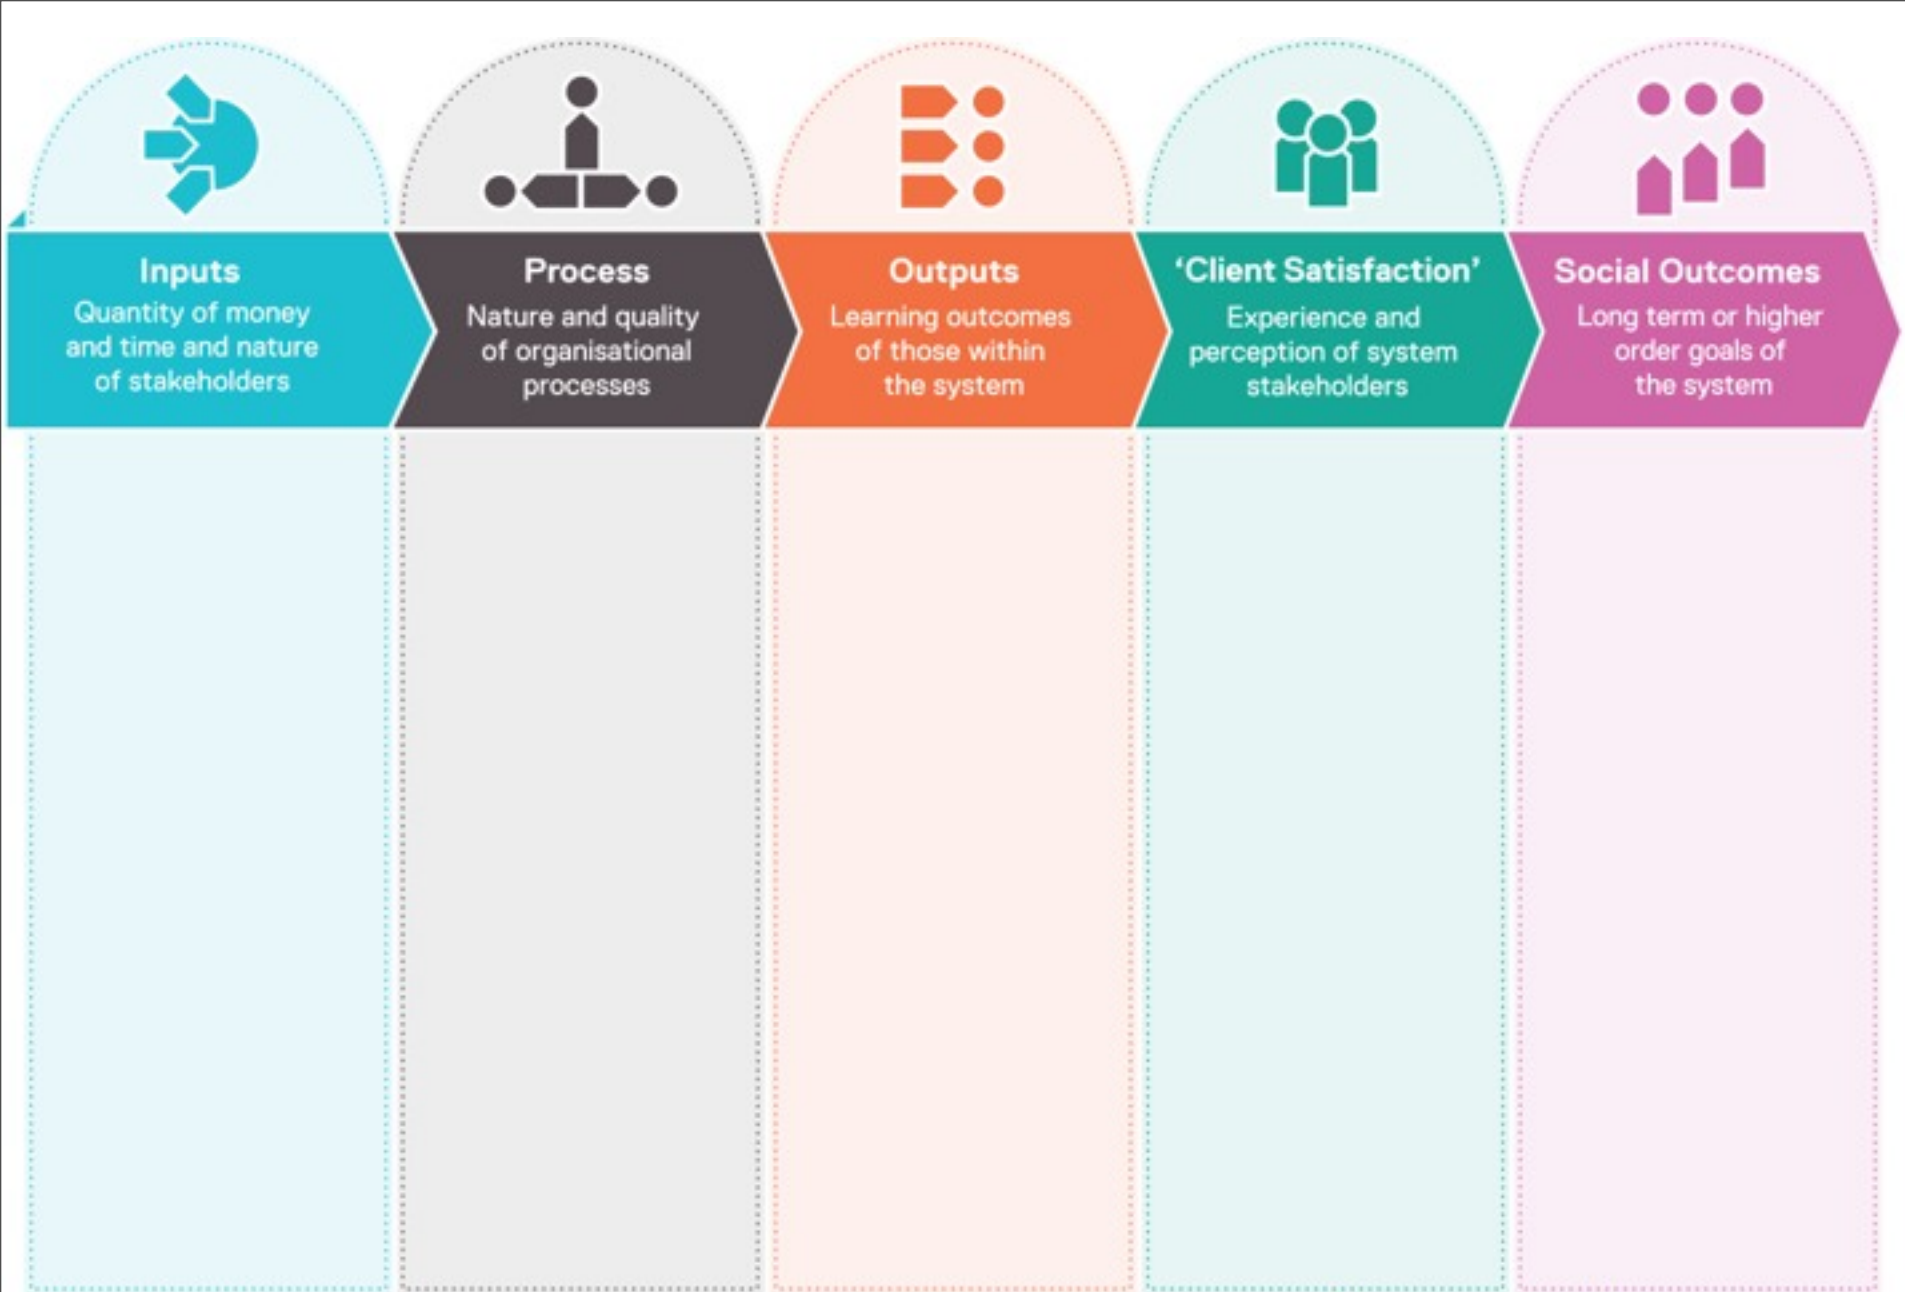 Inputs
Quantity of money
and time and nature
of stakeholders
Process
Nature and quality
of organisational
processes
Outputs
Learning outcomes
of those within
the system
‘Client Satisfaction’
Experience and
perception of system
stakeholders
Social Outcomes
Long term or higher
order goals of
the system